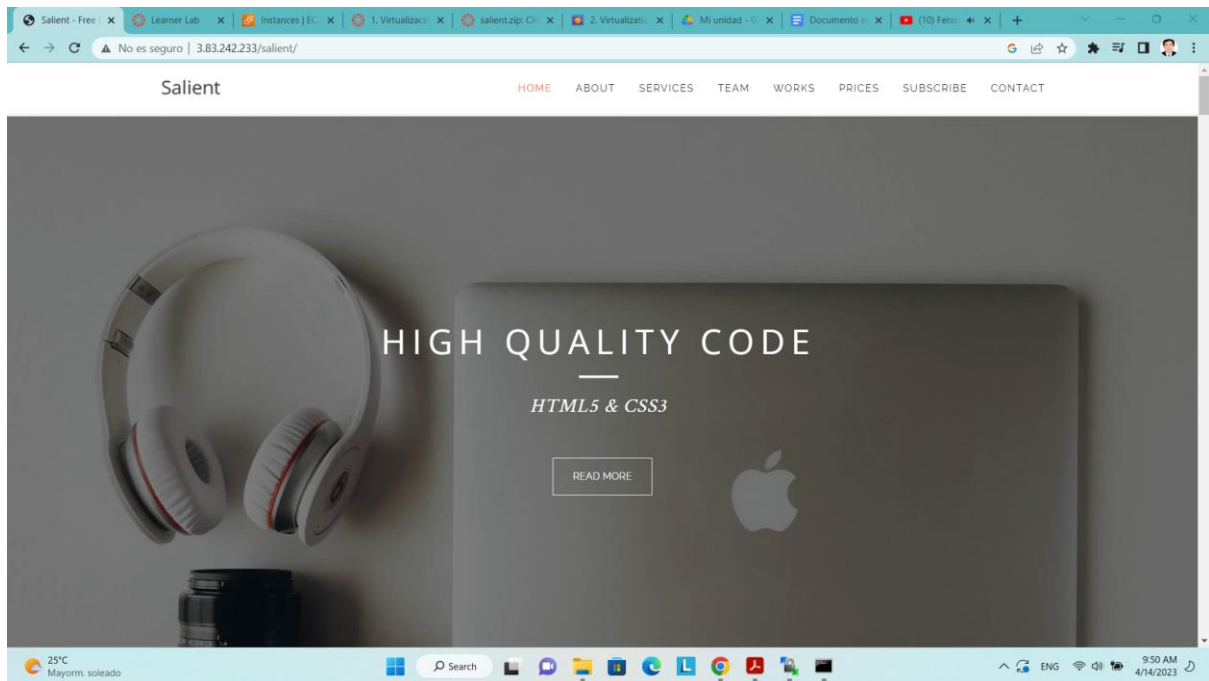 Salient - Free
Learner Lab
Instances | EC
1. Virtualizació
salient.zip: Clo
2. Virtualizatio
Mi unidad - G
Documento s
(10) Feno
No es seguro | 3.83.242.233/salient/
Salient
HOME ABOUT SERVICES TEAM WORKS PRICES SUBSCRIBE CONTACT
HIGH QUALITY CODE
HTML5 & CSS3
READ MORE
25°C
Mayorm. soleado
Search
ENG
9:50 AM
4/14/2023